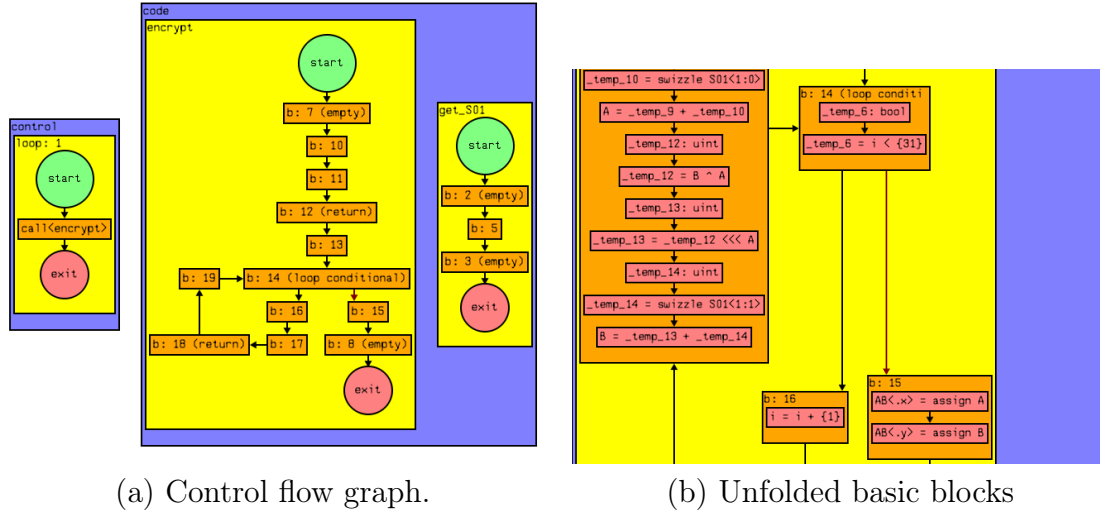 control
loop: 1
start
call<encrypt>
exit
code
encrypt
start
b: 7 (empty)
b: 10
b: 11
b: 12 (return)
b: 13
b: 19
b: 14 (loop conditional)
b: 16
b: 15
b: 18 (return)
b: 17
b: 8 (empty)
exit
get_S01
start
b: 2 (empty)
b: 5
b: 3 (empty)
exit
(a) Control flow graph.
_temp_10 = swizzle S01<1:0>
A = _temp_9 + _temp_10
_temp_12: uint
_temp_12 = B ^ A
_temp_13: uint
_temp_13 = _temp_12 <<< A
_temp_14: uint
_temp_14 = swizzle S01<1:1>
B = _temp_13 + _temp_14
b: 14 (loop conditi
_temp_6: bool
_temp_6 = i < {31}
b: 16
i = i + {1}
b: 15
AB<.x> = assign A
AB<.y> = assign B
(b) Unfolded basic blocks